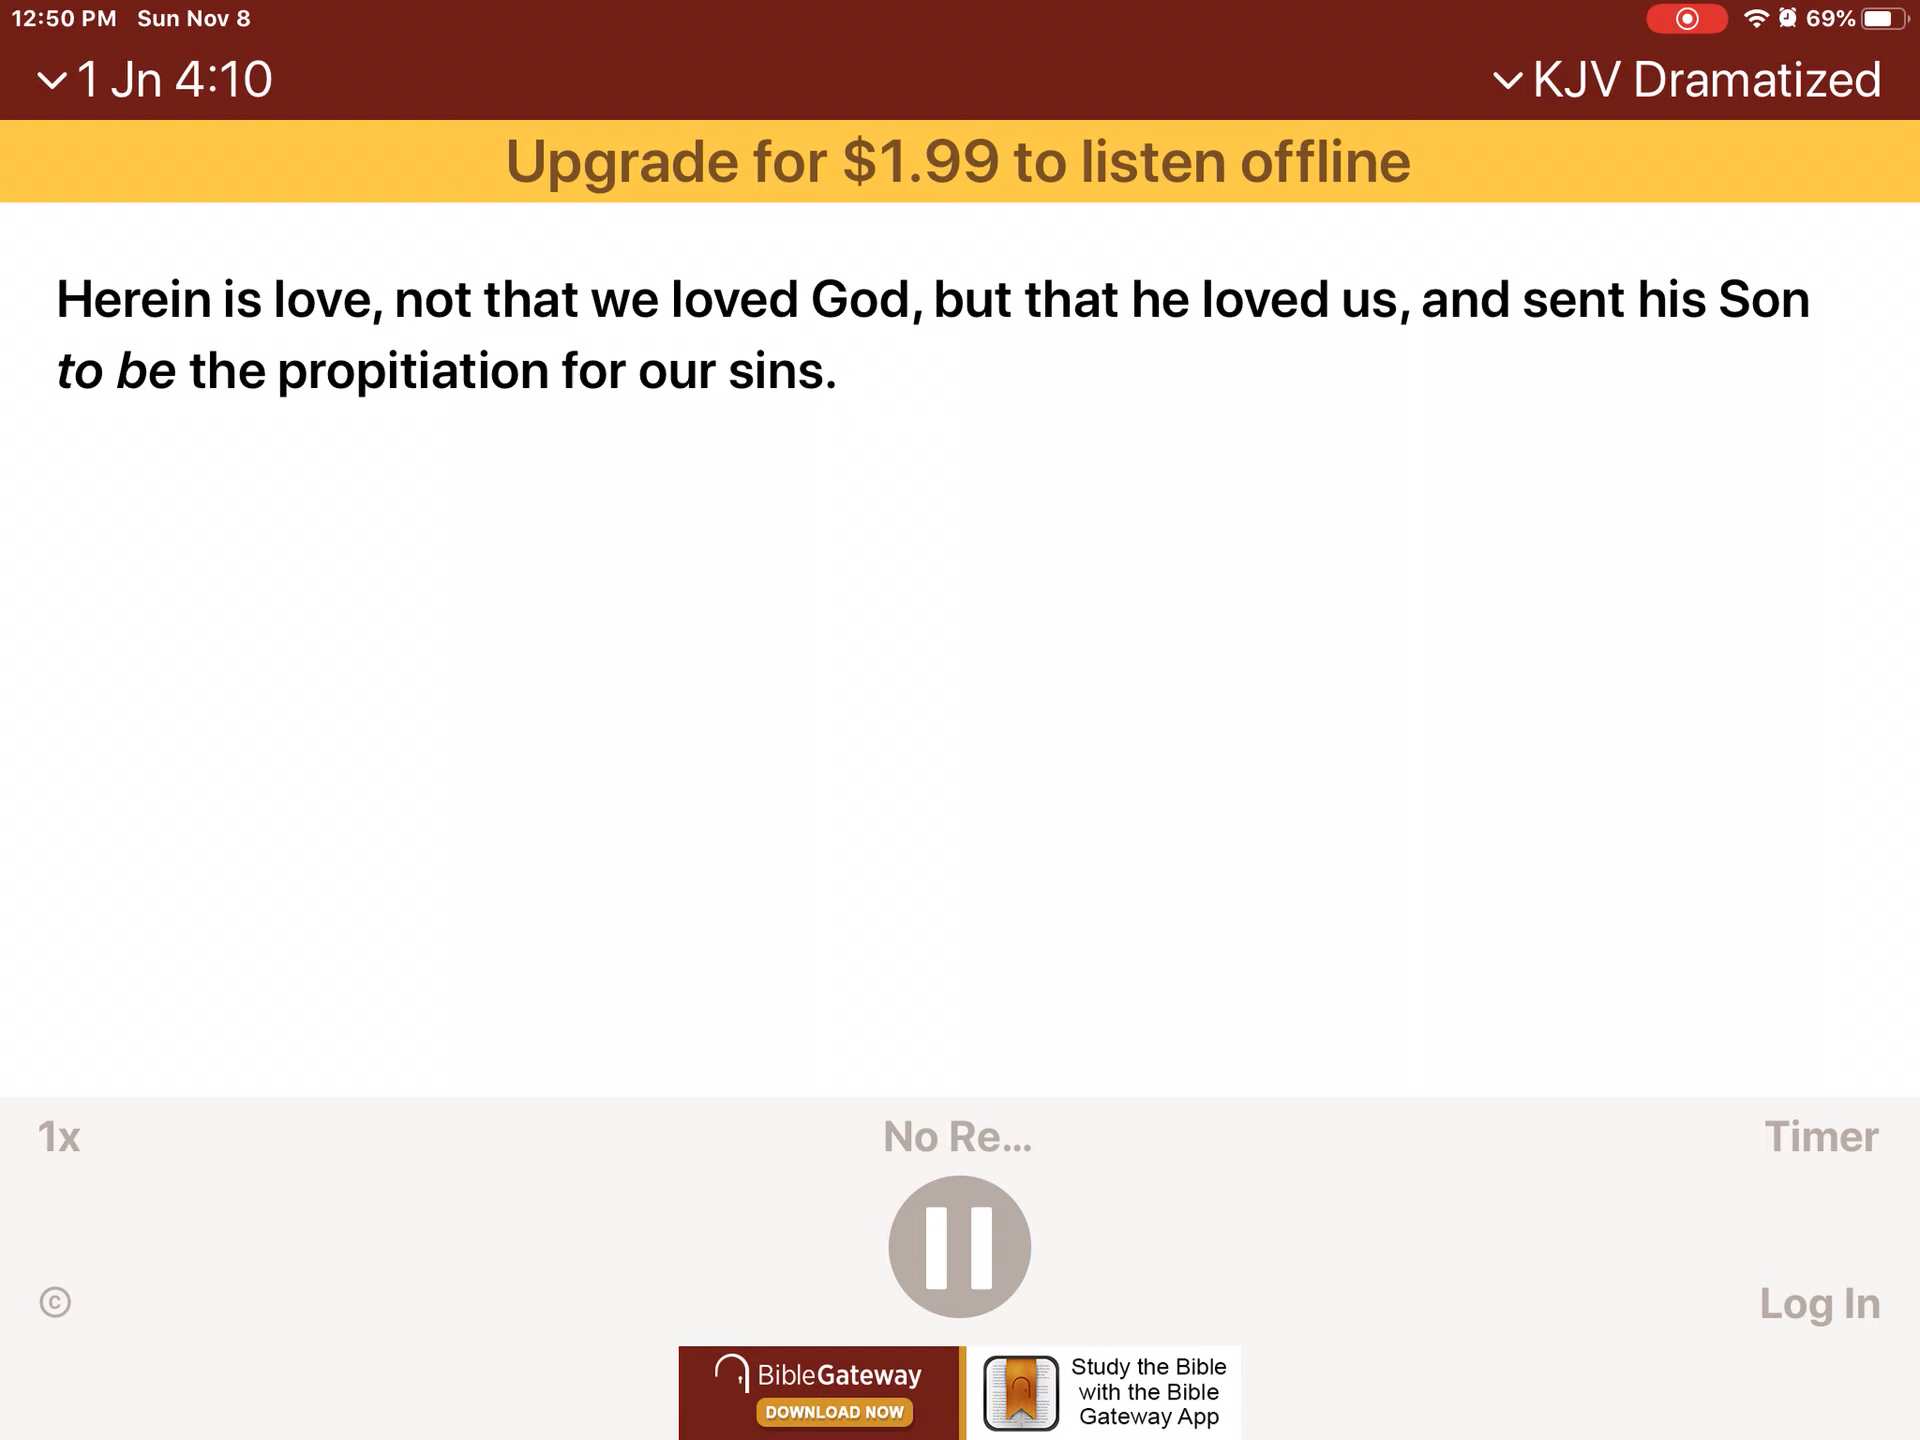 12:50 PM Sun Nov 8 69%
1 Jn 4:10 KJV Dramatized
Upgrade for $1.99 to listen offline
Herein is love, not that we loved God, but that he loved us, and sent his Son
to be the propitiation for our sins.
1x No Re... Timer
© Log In
BibleGateway
DOWNLOAD NOW
Study the Bible
with the Bible
Gateway App